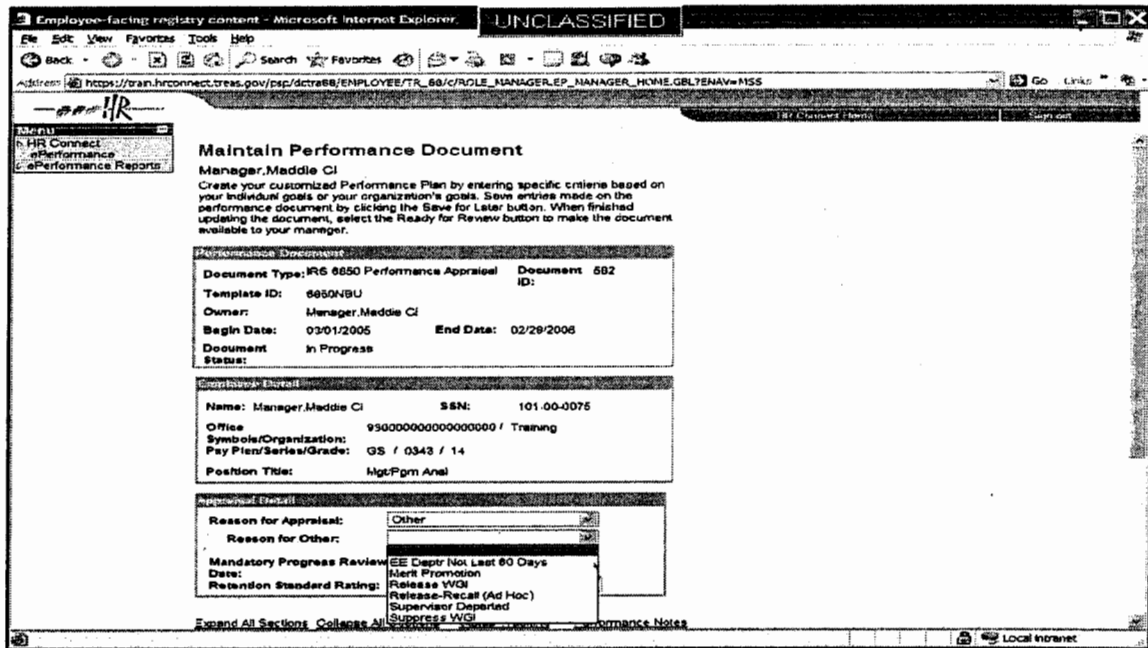 Employee-facing registry content - Microsoft Internet Explorer.
UNCLASSIFIED
File Edit View Favorites Tools Help
Back Search Favorites
Address https://train.hrconnect.treas.gov/psp/dctra88/EMPLOYEE/TR_88/c/ROLE_MANAGER.EP_MANAGER_HOME.GBL?ENAV=MSS Go Links
HR
HR Connect Home Sign out
Menu
HR Connect
ePerformance
ePerformance Reports
Maintain Performance Document
Manager,Maddie CI
Create your customized Performance Plan by entering specific criteria based on
your individual goals or your organization's goals. Save entries made on the
performance document by clicking the Save for Later button. When finished
updating the document, select the Ready for Review button to make the document
available to your manager.
Performance Document
Document Type: IRS 6850 Performance Appraisal Document ID: 582
Template ID: 6850NBU
Owner: Manager,Maddie CI
Begin Date: 03/01/2005 End Date: 02/28/2006
Document Status: In Progress
Employee Detail
Name: Manager,Maddie CI SSN: 101-00-0075
Office Symbols/Organization: 950000000000000000 / Training
Pay Plan/Series/Grade: GS / 0343 / 14
Position Title: Mgt/Pgm Anal
Appraisal Detail
Reason for Appraisal: Other
Reason for Other:
Mandatory Progress Review Date:
Retention Standard Rating:
EE Deptr Not Last 60 Days
Merit Promotion
Release WGI
Release-Recall (Ad Hoc)
Supervisor Departed
Suppress WGI
Expand All Sections Collapse All Performance Notes
Local intranet